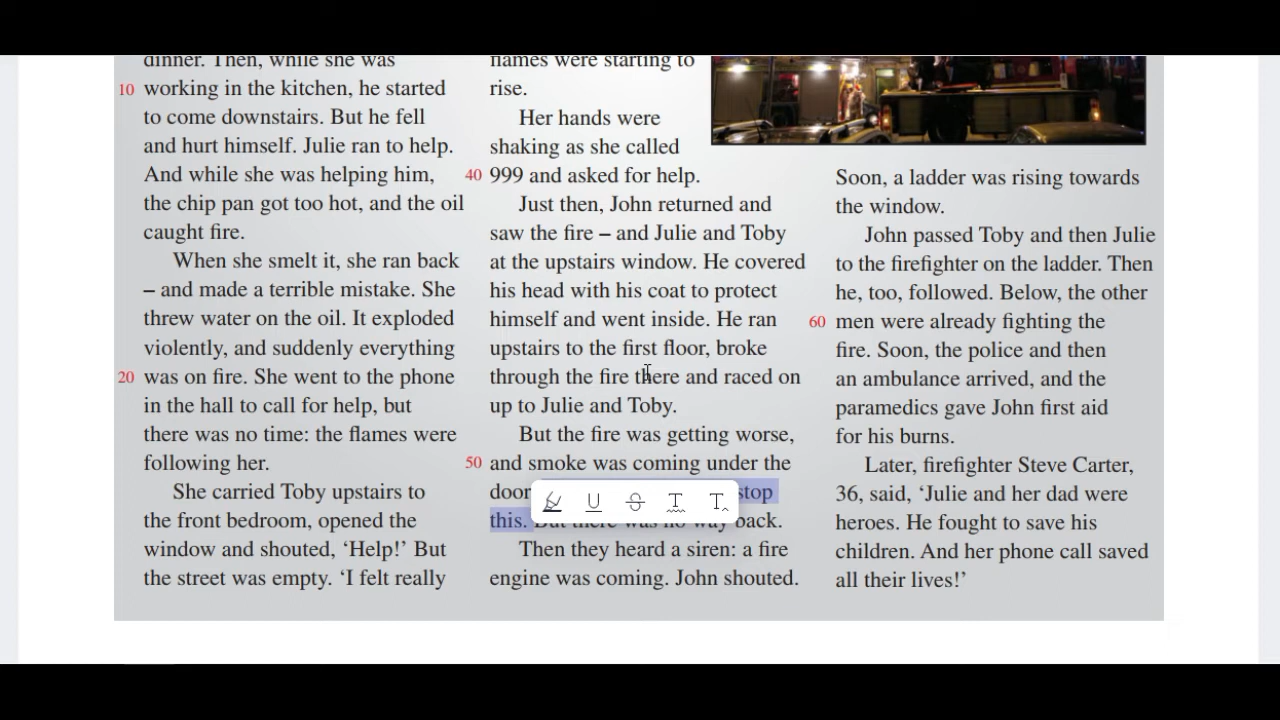 dinner. Then, while she was
10 working in the kitchen, he started
to come downstairs. But he fell
and hurt himself. Julie ran to help.
And while she was helping him,
the chip pan got too hot, and the oil
caught fire.
When she smelt it, she ran back
– and made a terrible mistake. She
threw water on the oil. It exploded
violently, and suddenly everything
20 was on fire. She went to the phone
in the hall to call for help, but
there was no time: the flames were
following her.
She carried Toby upstairs to
the front bedroom, opened the
window and shouted, ‘Help!’ But
the street was empty. ‘I felt really
flames were starting to
rise.
Her hands were
shaking as she called
40 999 and asked for help.
Just then, John returned and
saw the fire – and Julie and Toby
at the upstairs window. He covered
his head with his coat to protect
himself and went inside. He ran
upstairs to the first floor, broke
through the fire there and raced on
up to Julie and Toby.
But the fire was getting worse,
50 and smoke was coming under the
door stop
this. But there was no way back.
Then they heard a siren: a fire
engine was coming. John shouted.
Soon, a ladder was rising towards
the window.
John passed Toby and then Julie
to the firefighter on the ladder. Then
he, too, followed. Below, the other
60 men were already fighting the
fire. Soon, the police and then
an ambulance arrived, and the
paramedics gave John first aid
for his burns.
Later, firefighter Steve Carter,
36, said, ‘Julie and her dad were
heroes. He fought to save his
children. And her phone call saved
all their lives!’